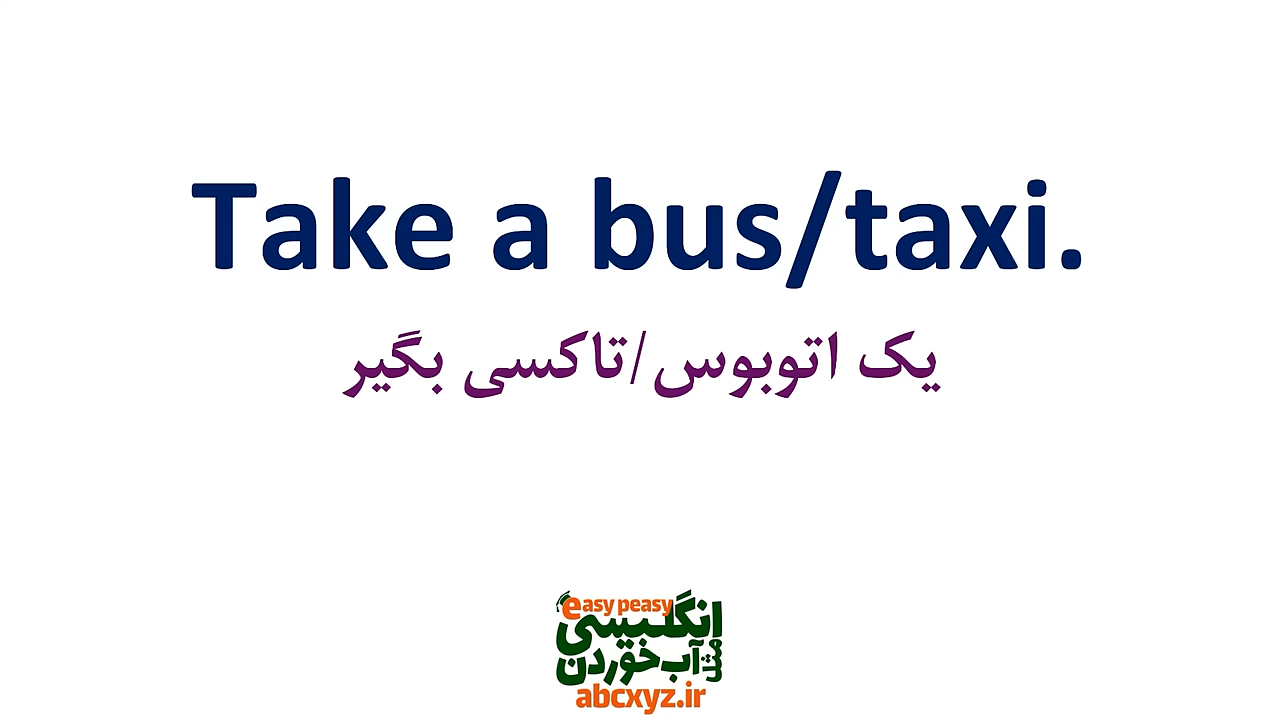 Take a bus/taxi.
یک اتوبوس/تاکسی بگیر
easy peasy
انگلیسی
مثل آب خوردن
abcxyz.ir